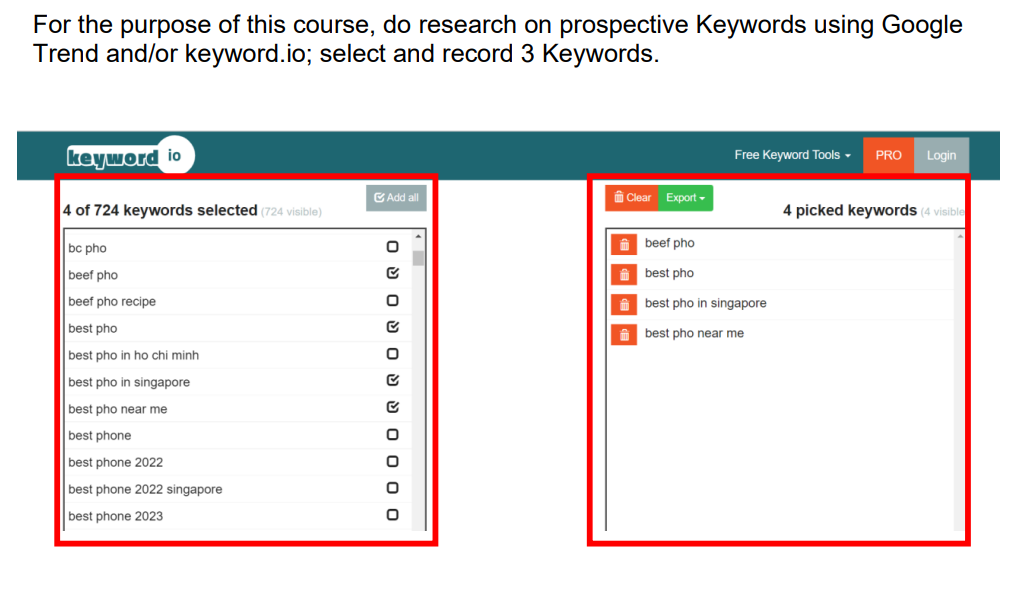 For the purpose of this course, do research on prospective Keywords using Google
Trend and/or keyword.io; select and record 3 Keywords.
keyword io
Free Keyword Tools
PRO
Login
4 of 724 keywords selected (724 visible)
Add all
bc pho
beef pho
beef pho recipe
best pho
best pho in ho chi minh
best pho in singapore
best pho near me
best phone
best phone 2022
best phone 2022 singapore
best phone 2023
Clear
Export
4 picked keywords (4 visible
beef pho
best pho
best pho in singapore
best pho near me